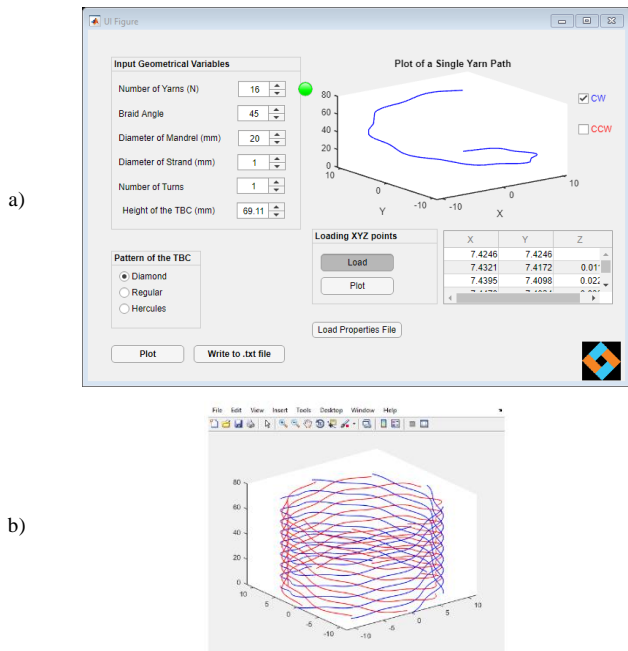 UI Figure
Input Geometrical Variables
Number of Yarns (N) 16
Braid Angle 45
Diameter of Mandrel (mm) 20
Diameter of Strand (mm) 1
Number of Turns 1
Height of the TBC (mm) 69.11
Plot of a Single Yarn Path
80
60
40
20
0
10
0
-10
Y
-10
0
10
X
CW
CCW
a)
Pattern of the TBC
Diamond
Regular
Hercules
Loading XYZ points
Load
Plot
X Y Z
7.4246 7.4246
7.4321 7.4172 0.01
7.4395 7.4098 0.022
Load Properties File
Plot Write to .txt file
File Edit View Insert Tools Desktop Window Help
b)
80
60
40
20
0
10
5
0
-5
-10
-10
-5
0
5
10